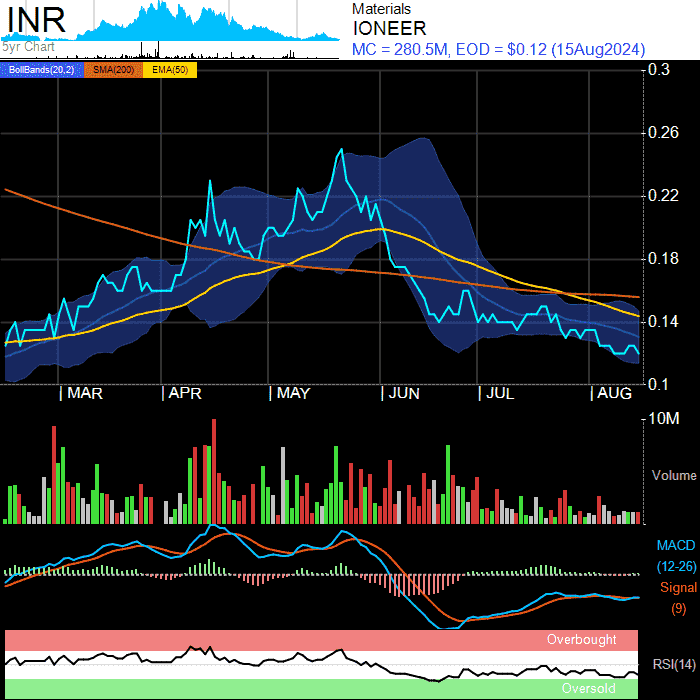 INR
5yr Chart
Materials
IONEER
MC = 280.5M, EOD = $0.12 (15Aug2024)
BollBands(20,2) SMA(200) EMA(50)
0.3
0.26
0.22
0.18
0.14
0.1
MAR APR MAY JUN JUL AUG
10M
Volume
MACD
(12-26)
Signal
(9)
Overbought
RSI(14)
Oversold